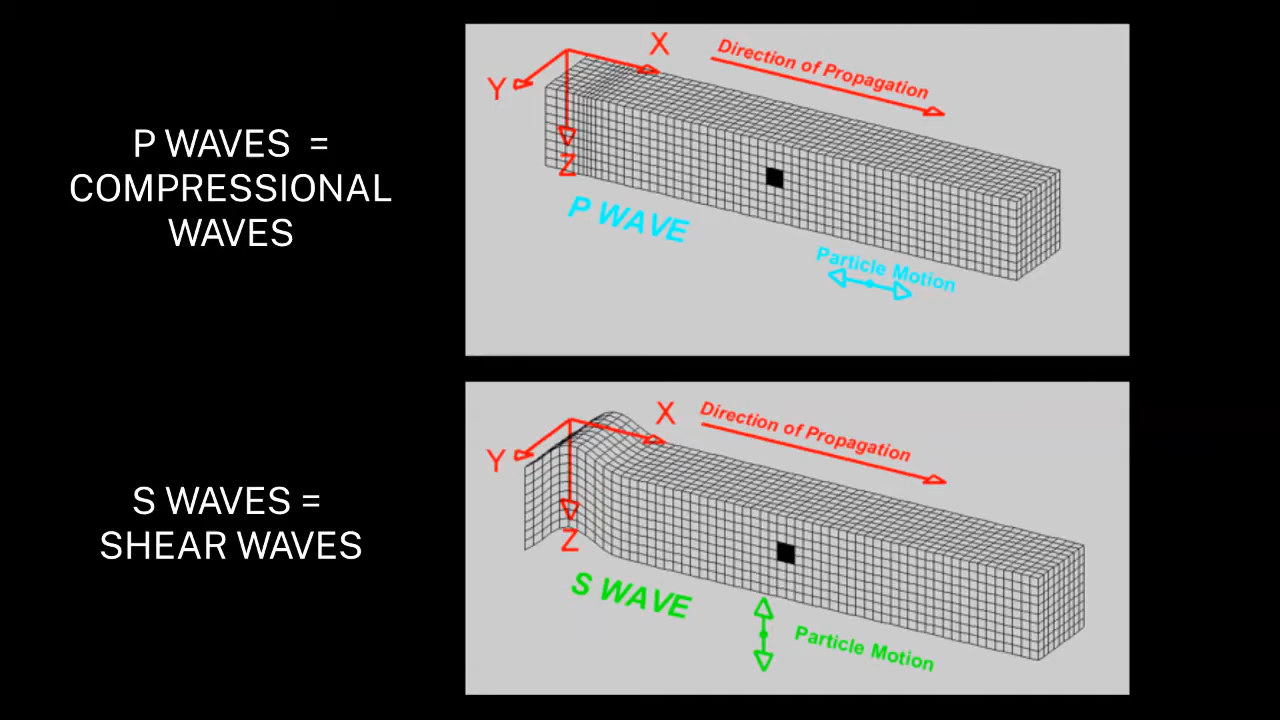 P WAVES =
COMPRESSIONAL
WAVES
X
Y
Z
Direction of Propagation
P WAVE
Particle Motion
S WAVES =
SHEAR WAVES
X
Y
Z
Direction of Propagation
S WAVE
Particle Motion